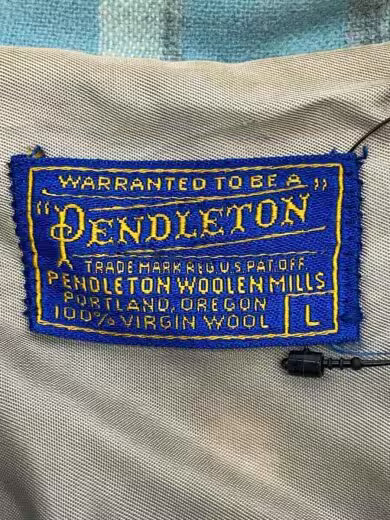 WARRANTED TO BE A
"PENDLETON"
TRADE MARK REG. U.S. PAT. OFF.
PENDLETON WOOLEN MILLS
PORTLAND, OREGON
100% VIRGIN WOOL
L